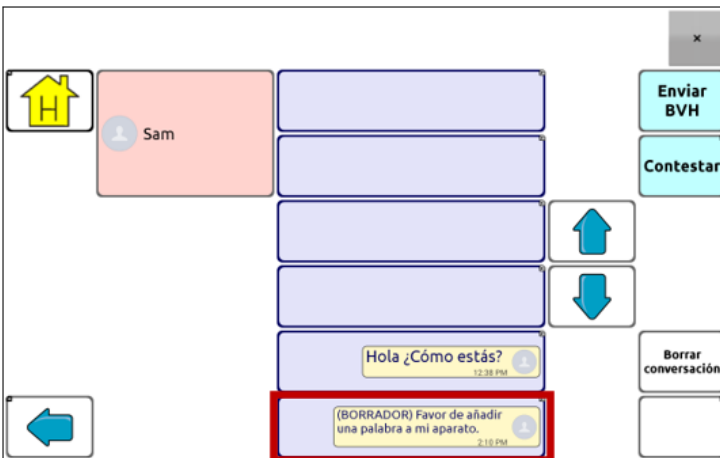 ×
H
Sam
Enviar
BVH
Contestar
Hola ¿Cómo estás?
12:38 PM
Borrar
conversación
(BORRADOR) Favor de añadir
una palabra a mi aparato.
2:10 PM